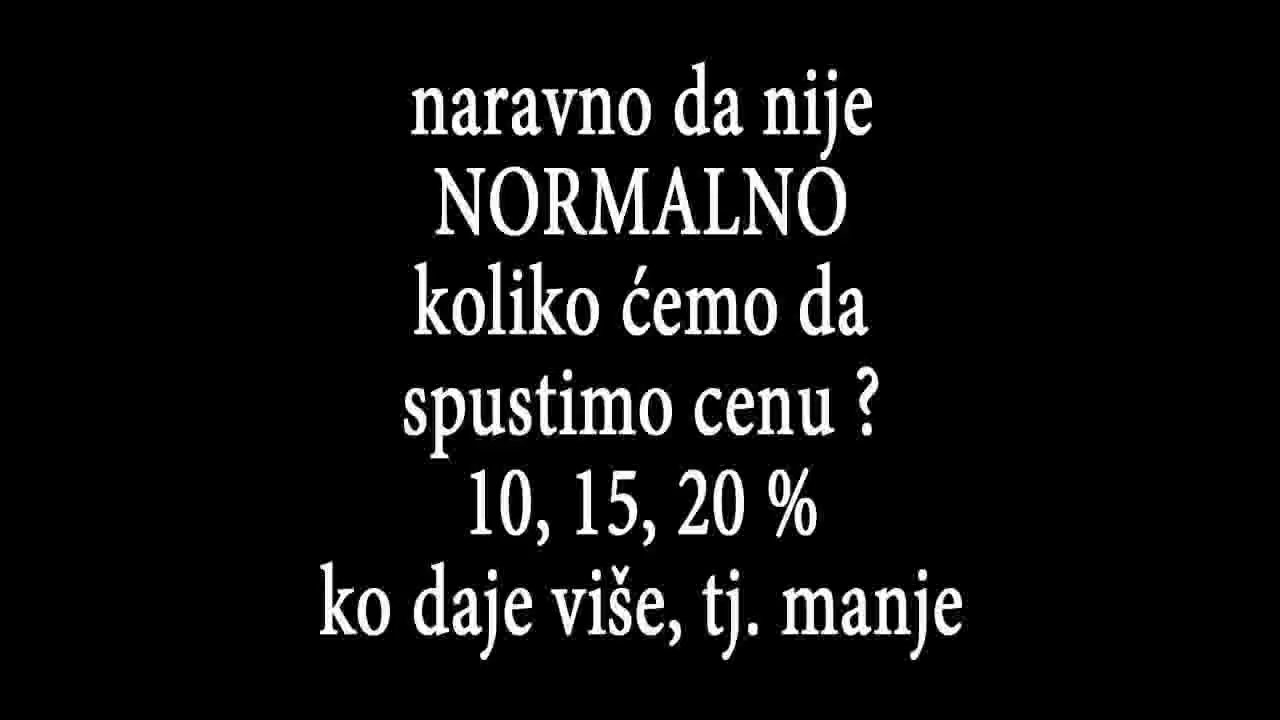 naravno da nije
NORMALNO
koliko ćemo da
spustimo cenu ?
10, 15, 20 %
ko daje više, tj. manje